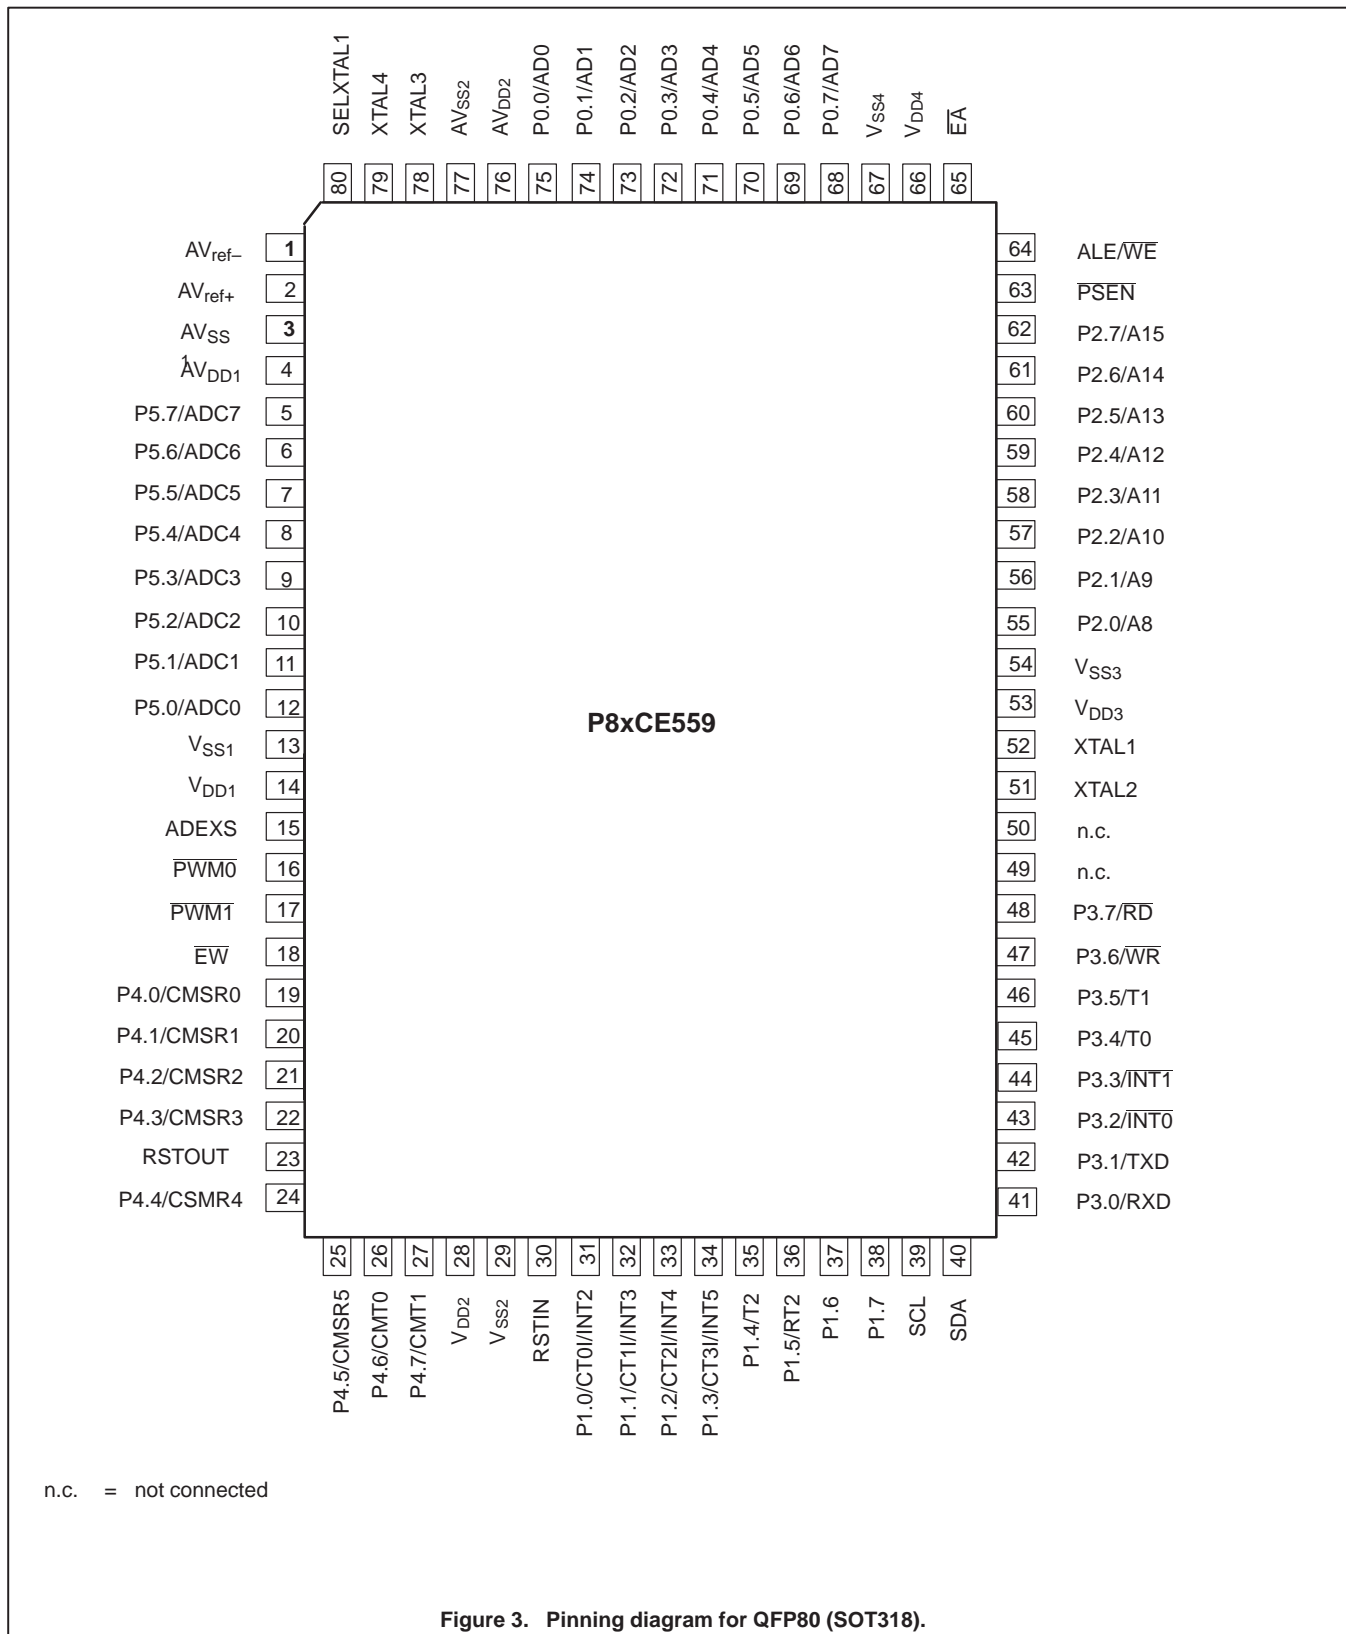 SELXTAL1
XTAL4
XTAL3
AVSS2
AVDD2
P0.0/AD0
P0.1/AD1
P0.2/AD2
P0.3/AD3
P0.4/AD4
P0.5/AD5
P0.6/AD6
P0.7/AD7
VSS4
VDD4
E̅A̅
80 79 78 77 76 75 74 73 72 71 70 69 68 67 66 65
AVref– 1
AVref+ 2
AVSS 3
1
AVDD1 4
P5.7/ADC7 5
P5.6/ADC6 6
P5.5/ADC5 7
P5.4/ADC4 8
P5.3/ADC3 9
P5.2/ADC2 10
P5.1/ADC1 11
P5.0/ADC0 12
VSS1 13
VDD1 14
ADEXS 15
P̅W̅M̅0̅ 16
P̅W̅M̅1̅ 17
E̅W̅ 18
P4.0/CMSR0 19
P4.1/CMSR1 20
P4.2/CMSR2 21
P4.3/CMSR3 22
RSTOUT 23
P4.4/CSMR4 24
P8xCE559
64 ALE/W̅E̅
63 P̅S̅E̅N̅
62 P2.7/A15
61 P2.6/A14
60 P2.5/A13
59 P2.4/A12
58 P2.3/A11
57 P2.2/A10
56 P2.1/A9
55 P2.0/A8
54 VSS3
53 VDD3
52 XTAL1
51 XTAL2
50 n.c.
49 n.c.
48 P3.7/R̅D̅
47 P3.6/W̅R̅
46 P3.5/T1
45 P3.4/T0
44 P3.3/I̅N̅T̅1̅
43 P3.2/I̅N̅T̅0̅
42 P3.1/TXD
41 P3.0/RXD
25 26 27 28 29 30 31 32 33 34 35 36 37 38 39 40
P4.5/CMSR5
P4.6/CMT0
P4.7/CMT1
VDD2
VSS2
RSTIN
P1.0/CT0I/INT2
P1.1/CT1I/INT3
P1.2/CT2I/INT4
P1.3/CT3I/INT5
P1.4/T2
P1.5/RT2
P1.6
P1.7
SCL
SDA
n.c. = not connected
Figure 3. Pinning diagram for QFP80 (SOT318).